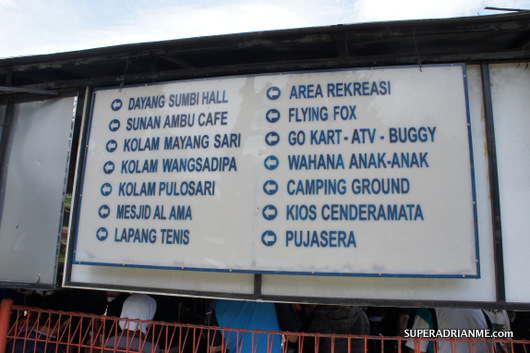 DAYANG SUMBI HALL
SUNAN AMBU CAFE
KOLAM MAYANG SARI
KOLAM WANGSADIPA
KOLAM PULOSARI
MESJID AL AMA
LAPANG TENIS
AREA REKREASI
FLYING FOX
GO KART - ATV - BUGGY
WAHANA ANAK-ANAK
CAMPING GROUND
KIOS CENDERAMATA
PUJASERA
SUPERADRIANME.COM